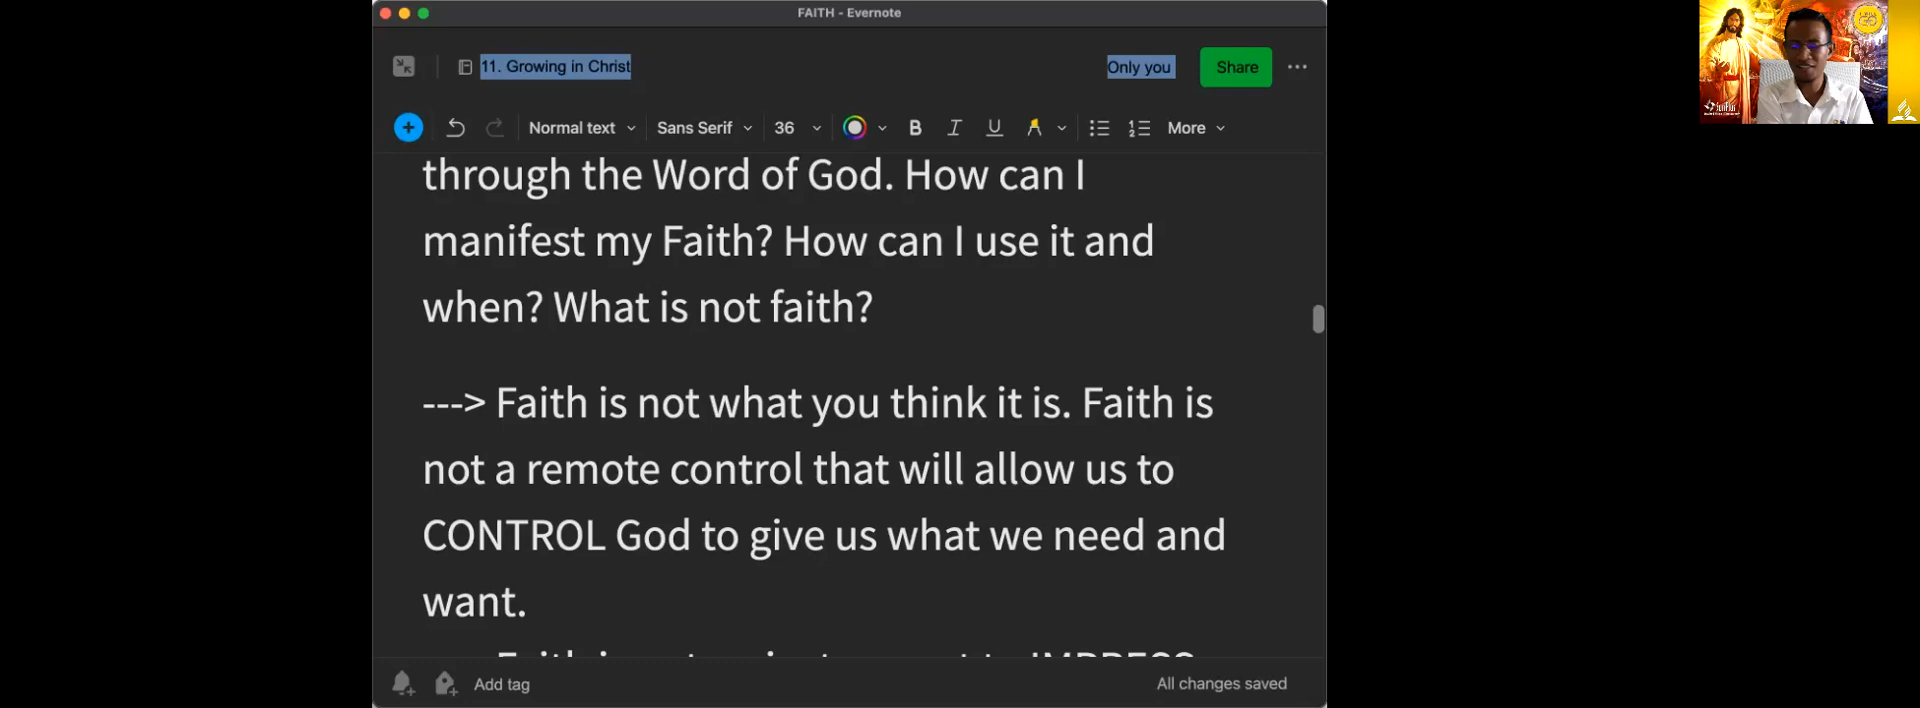 FAITH - Evernote
11. Growing in Christ
Only you
Share
Normal text
Sans Serif
36
B
I
U
More
through the Word of God. How can I
manifest my Faith? How can I use it and
when? What is not faith?
---> Faith is not what you think it is. Faith is
not a remote control that will allow us to
CONTROL God to give us what we need and
want.
Add tag
All changes saved